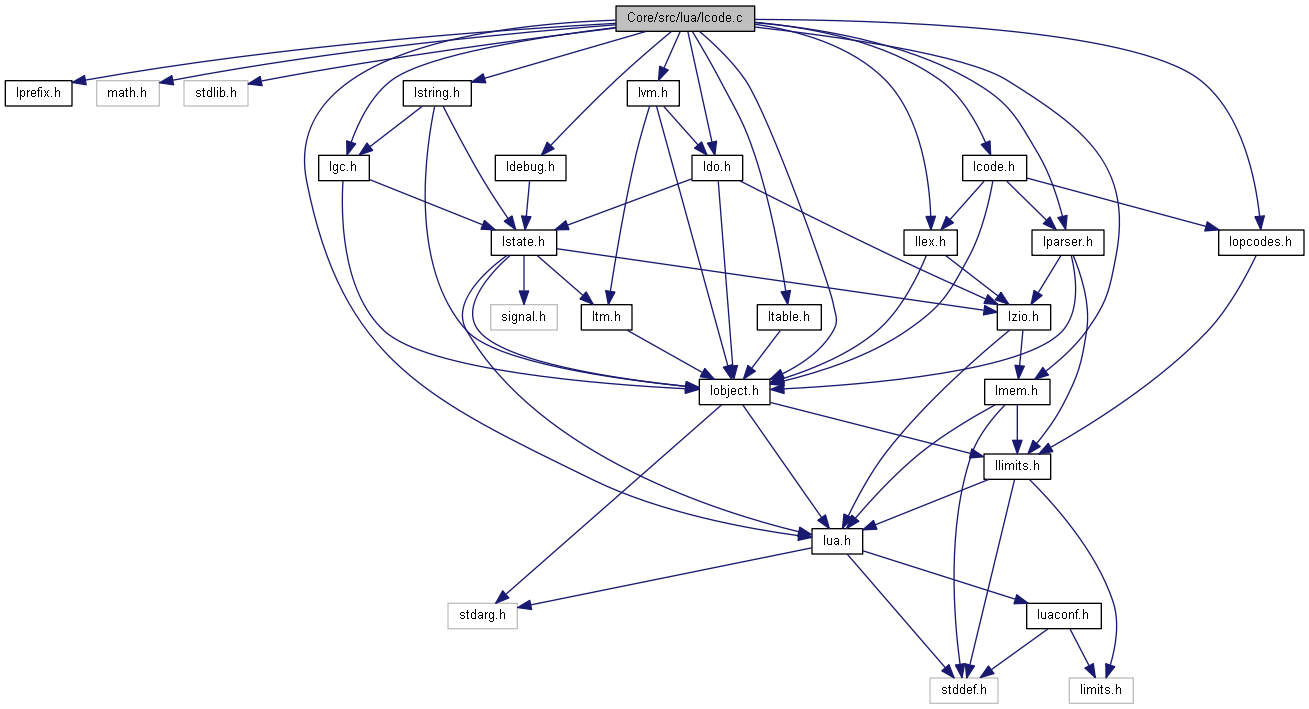 Core/src/lua/lcode.c
lprefix.h
math.h
stdlib.h
lstring.h
lvm.h
lgc.h
ldebug.h
ldo.h
lcode.h
lstate.h
llex.h
lparser.h
lopcodes.h
signal.h
ltm.h
ltable.h
lzio.h
lobject.h
lmem.h
llimits.h
lua.h
stdarg.h
luaconf.h
stddef.h
limits.h